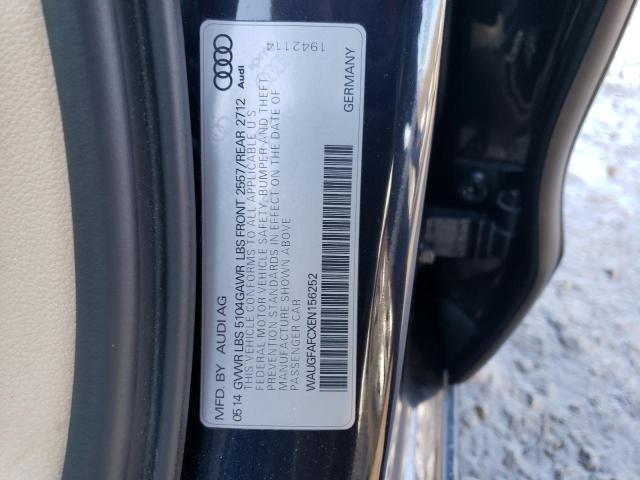 MFD. BY AUDI AG
05 14 GVWR LBS 5104 GAWR LBS FRONT 2557/REAR 2712
THIS VEHICLE CONFORMS TO ALL APPLICABLE U.S.
FEDERAL MOTOR VEHICLE SAFETY, BUMPER AND THEFT
PREVENTION STANDARDS IN EFFECT ON THE DATE OF
MANUFACTURE SHOWN ABOVE
PASSENGER CAR
WAUGFAFCXEN156252
Audi
1942114
GERMANY